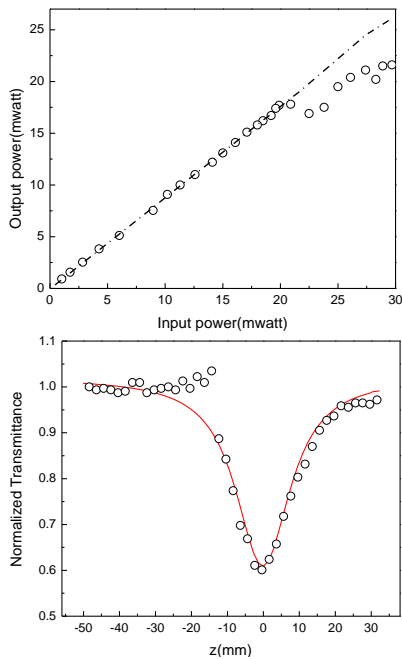 Output power(mwatt)
25
20
15
10
5
0
0 5 10 15 20 25 30
Input power(mwatt)
Normalized Transmittance
1.1
1.0
0.9
0.8
0.7
0.6
0.5
-50 -40 -30 -20 -10 0 10 20 30
z(mm)